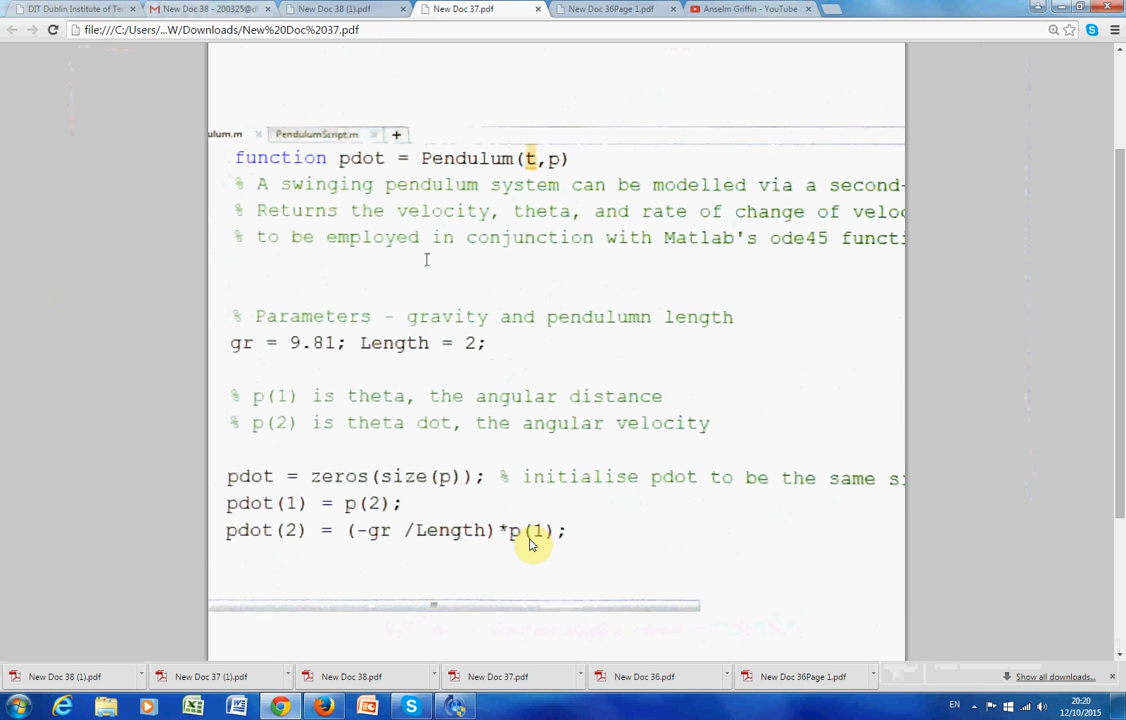 DIT Dublin Institute of Te
New Doc 38 - 200325@d
New Doc 38 (1).pdf
New Doc 37.pdf
New Doc 36Page 1.pdf
Anselm Griffin - YouTube
file:///C:/Users/...W/Downloads/New%20Doc%2037.pdf
ulum.m
PendulumScript.m
+
function pdot = Pendulum(t,p)
% A swinging pendulum system can be modelled via a second-
% Returns the velocity, theta, and rate of change of veloc
% to be employed in conjunction with Matlab's ode45 functi
% Parameters - gravity and pendulumn length
gr = 9.81; Length = 2;
% p(1) is theta, the angular distance
% p(2) is theta dot, the angular velocity
pdot = zeros(size(p)); % initialise pdot to be the same si
pdot(1) = p(2);
pdot(2) = (-gr /Length)*p(1);
New Doc 38 (1).pdf
New Doc 37 (1).pdf
New Doc 38.pdf
New Doc 37.pdf
New Doc 36.pdf
New Doc 36Page 1.pdf
Show all downloads...
EN
20:20
12/10/2015